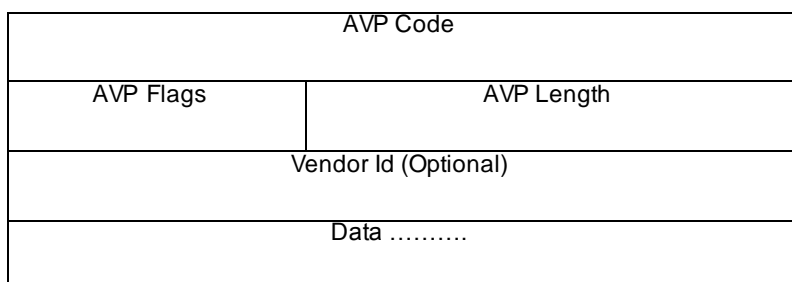 AVP Code
AVP Flags AVP Length
Vendor Id (Optional)
Data ……….